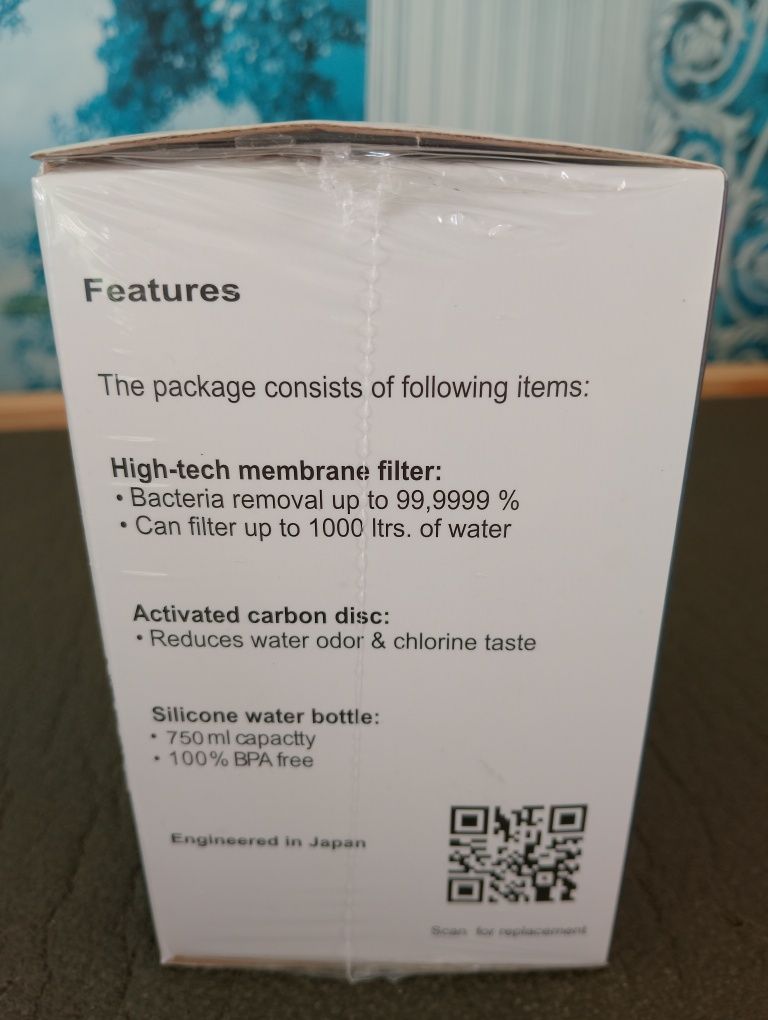 Features
The package consists of following items:
High-tech membrane filter:
• Bacteria removal up to 99,9999 %
• Can filter up to 1000 ltrs. of water
Activated carbon disc:
• Reduces water odor & chlorine taste
Silicone water bottle:
• 750 ml capactty
• 100% BPA free
Engineered in Japan
Scan for replacement